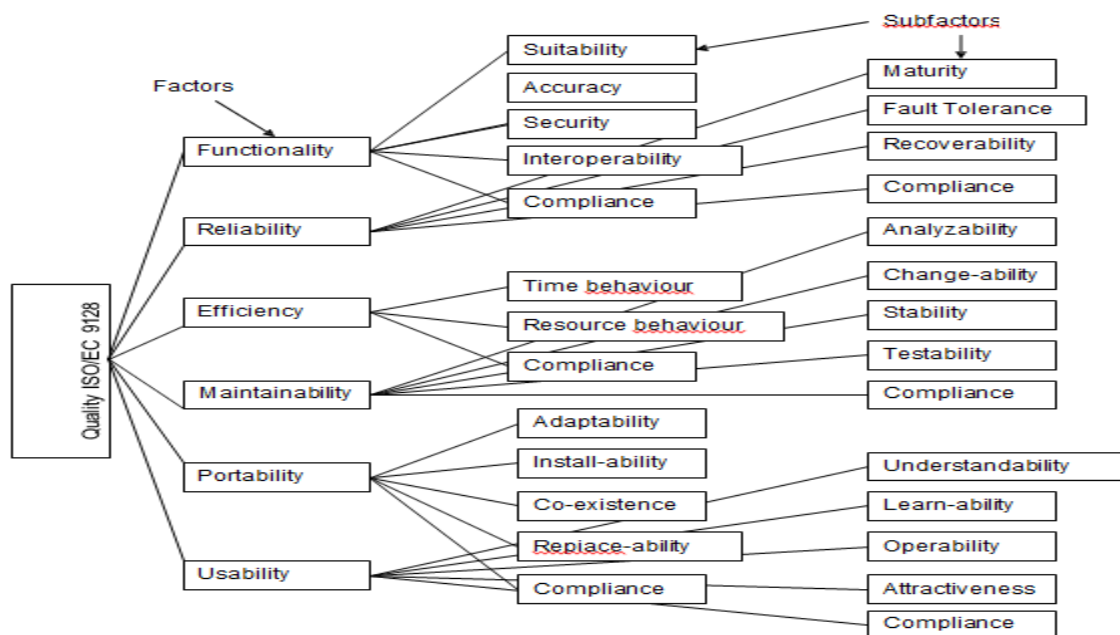 Subfactors
Factors
Quality ISO/EC 9128
Functionality
Suitability
Accuracy
Security
Interoperability
Compliance
Reliability
Maturity
Fault Tolerance
Recoverability
Compliance
Efficiency
Time behaviour
Resource behaviour
Compliance
Maintainability
Analyzability
Change-ability
Stability
Testability
Compliance
Portability
Adaptability
Install-ability
Co-existence
Repiace-ability
Compliance
Usability
Understandability
Learn-ability
Operability
Attractiveness
Compliance